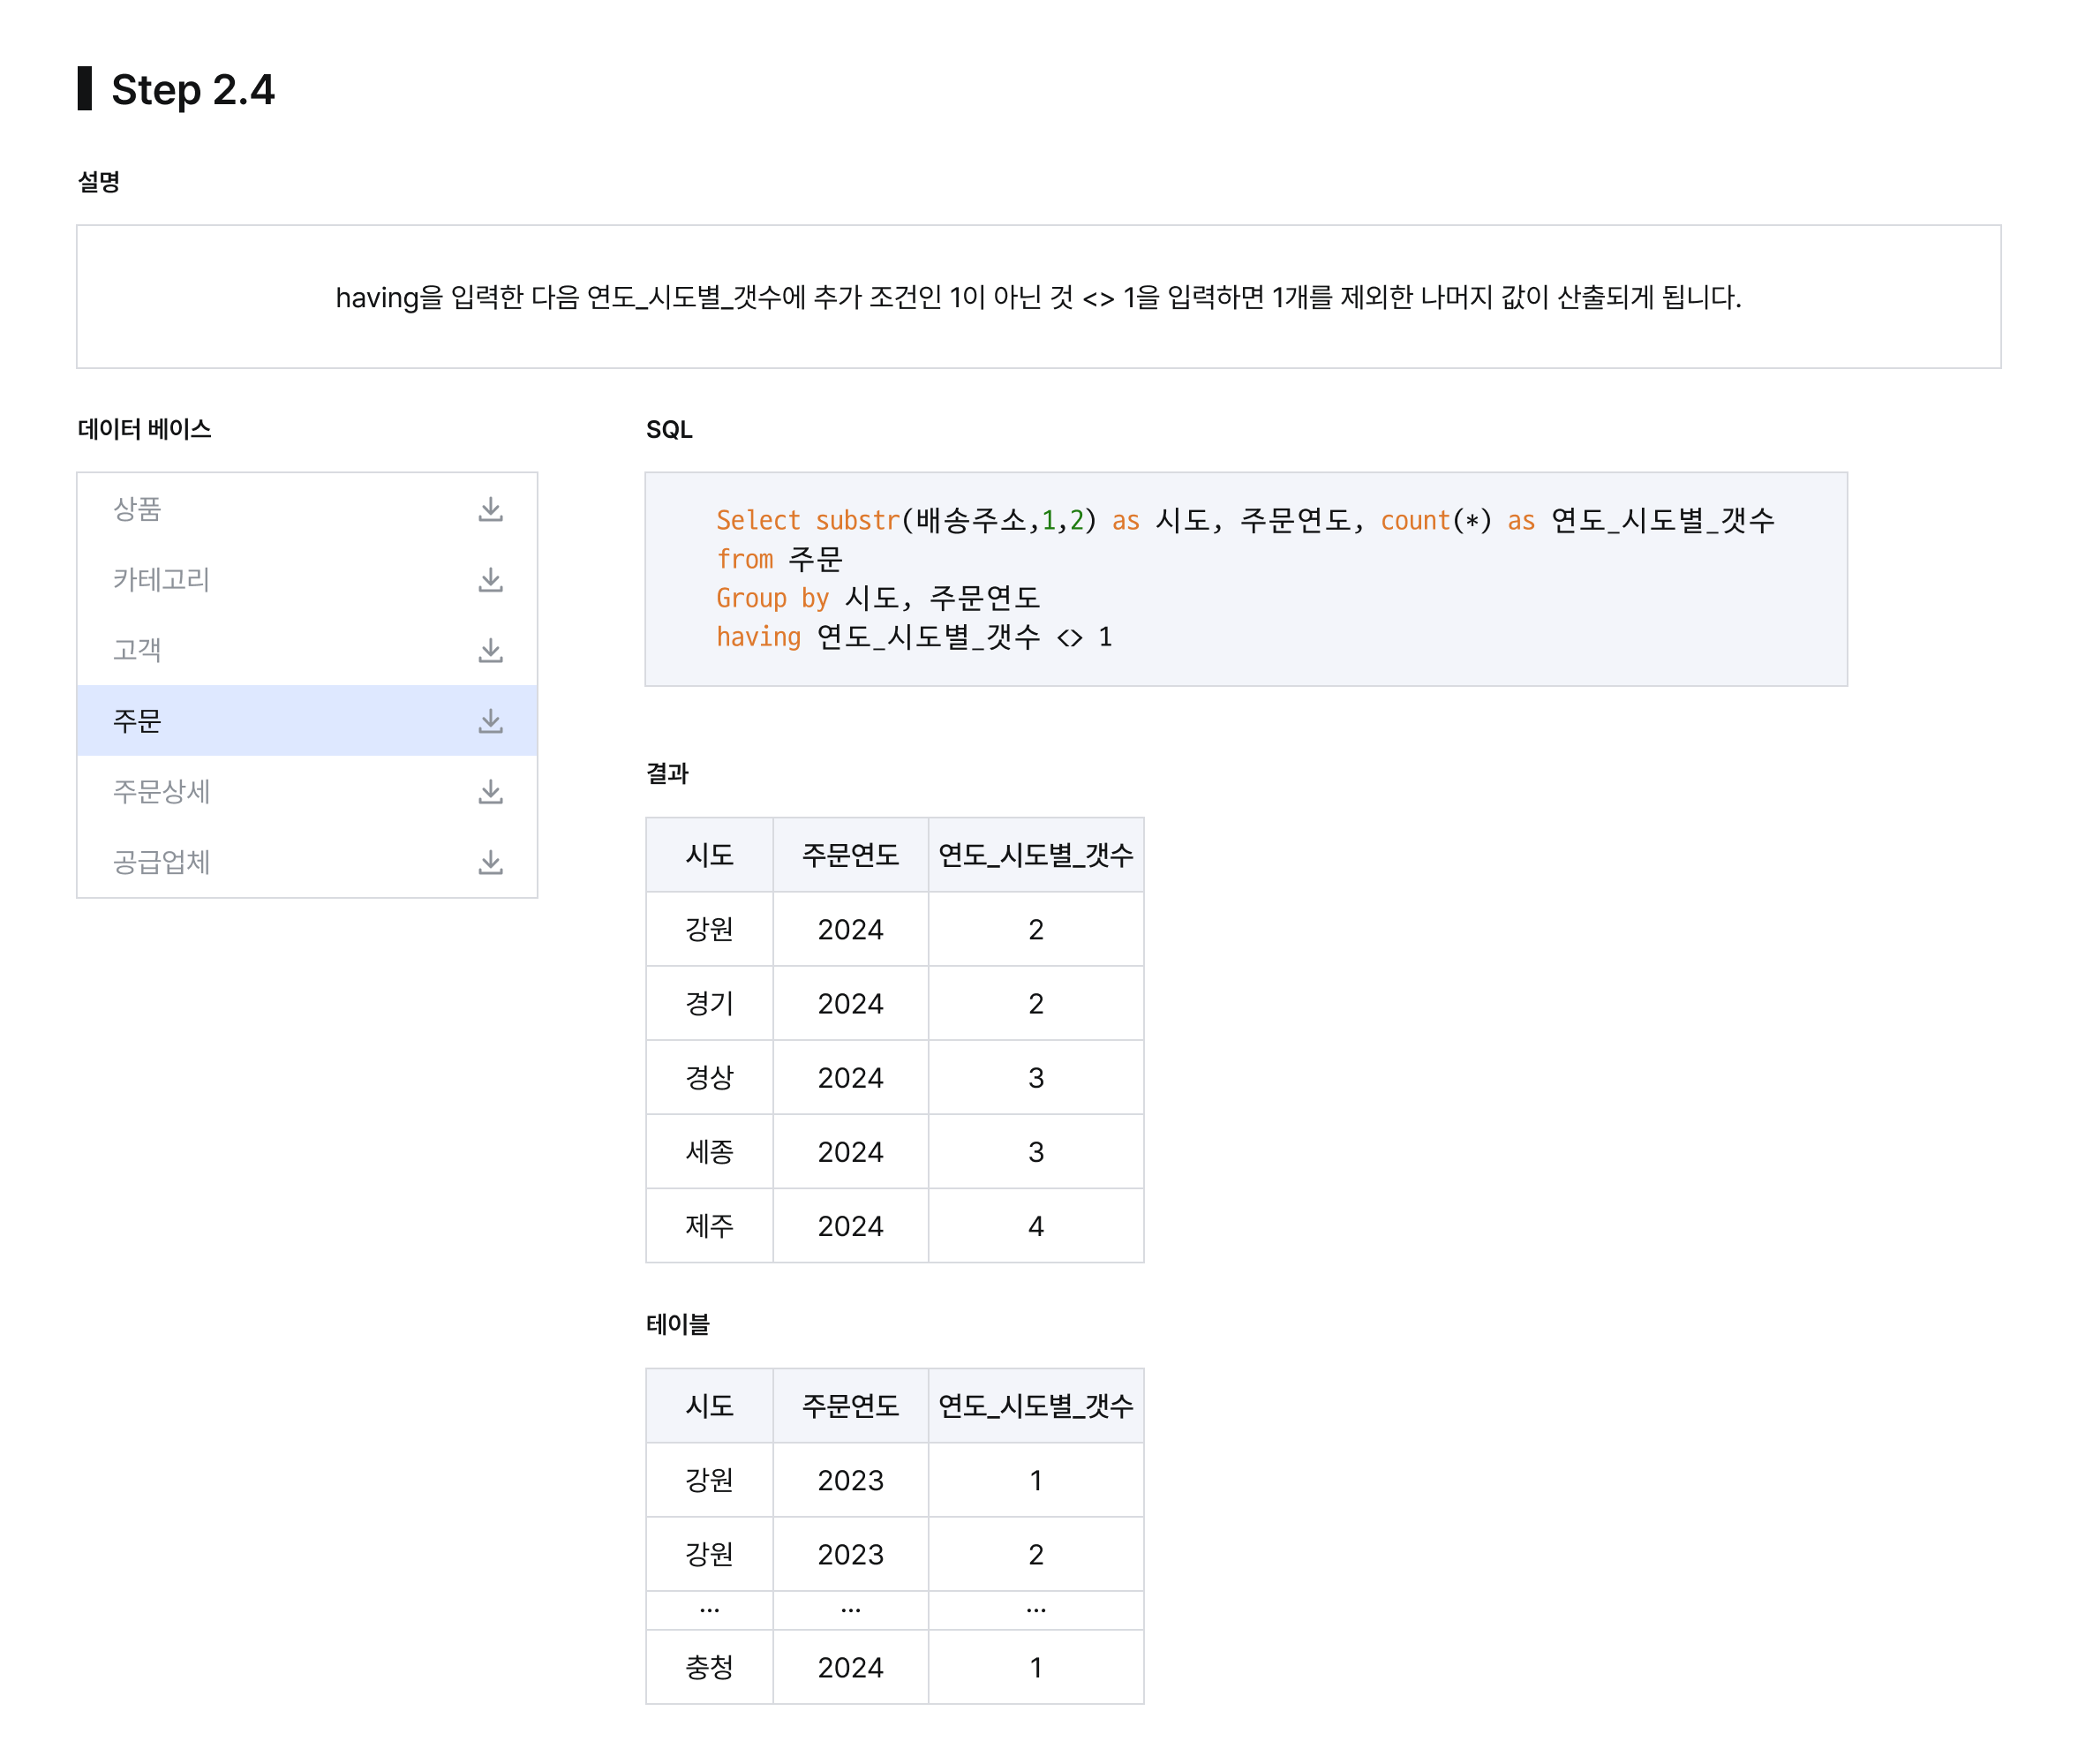 Step 2.4
설명
having을 입력한 다음 연도_시도별_갯수에 추가 조건인 1이 아닌 것 <> 1을 입력하면 1개를 제외한 나머지 값이 산출되게 됩니다.
데이터 베이스
상품
카테고리
고객
주문
주문상세
공급업체
SQL
Select substr(배송주소,1,2) as 시도, 주문연도, count(*) as 연도_시도별_갯수
from 주문
Group by 시도, 주문연도
having 연도_시도별_갯수 <> 1
결과
시도 주문연도 연도_시도별_갯수
강원 2024 2
경기 2024 2
경상 2024 3
세종 2024 3
제주 2024 4
테이블
시도 주문연도 연도_시도별_갯수
강원 2023 1
강원 2023 2
... ... ...
충청 2024 1